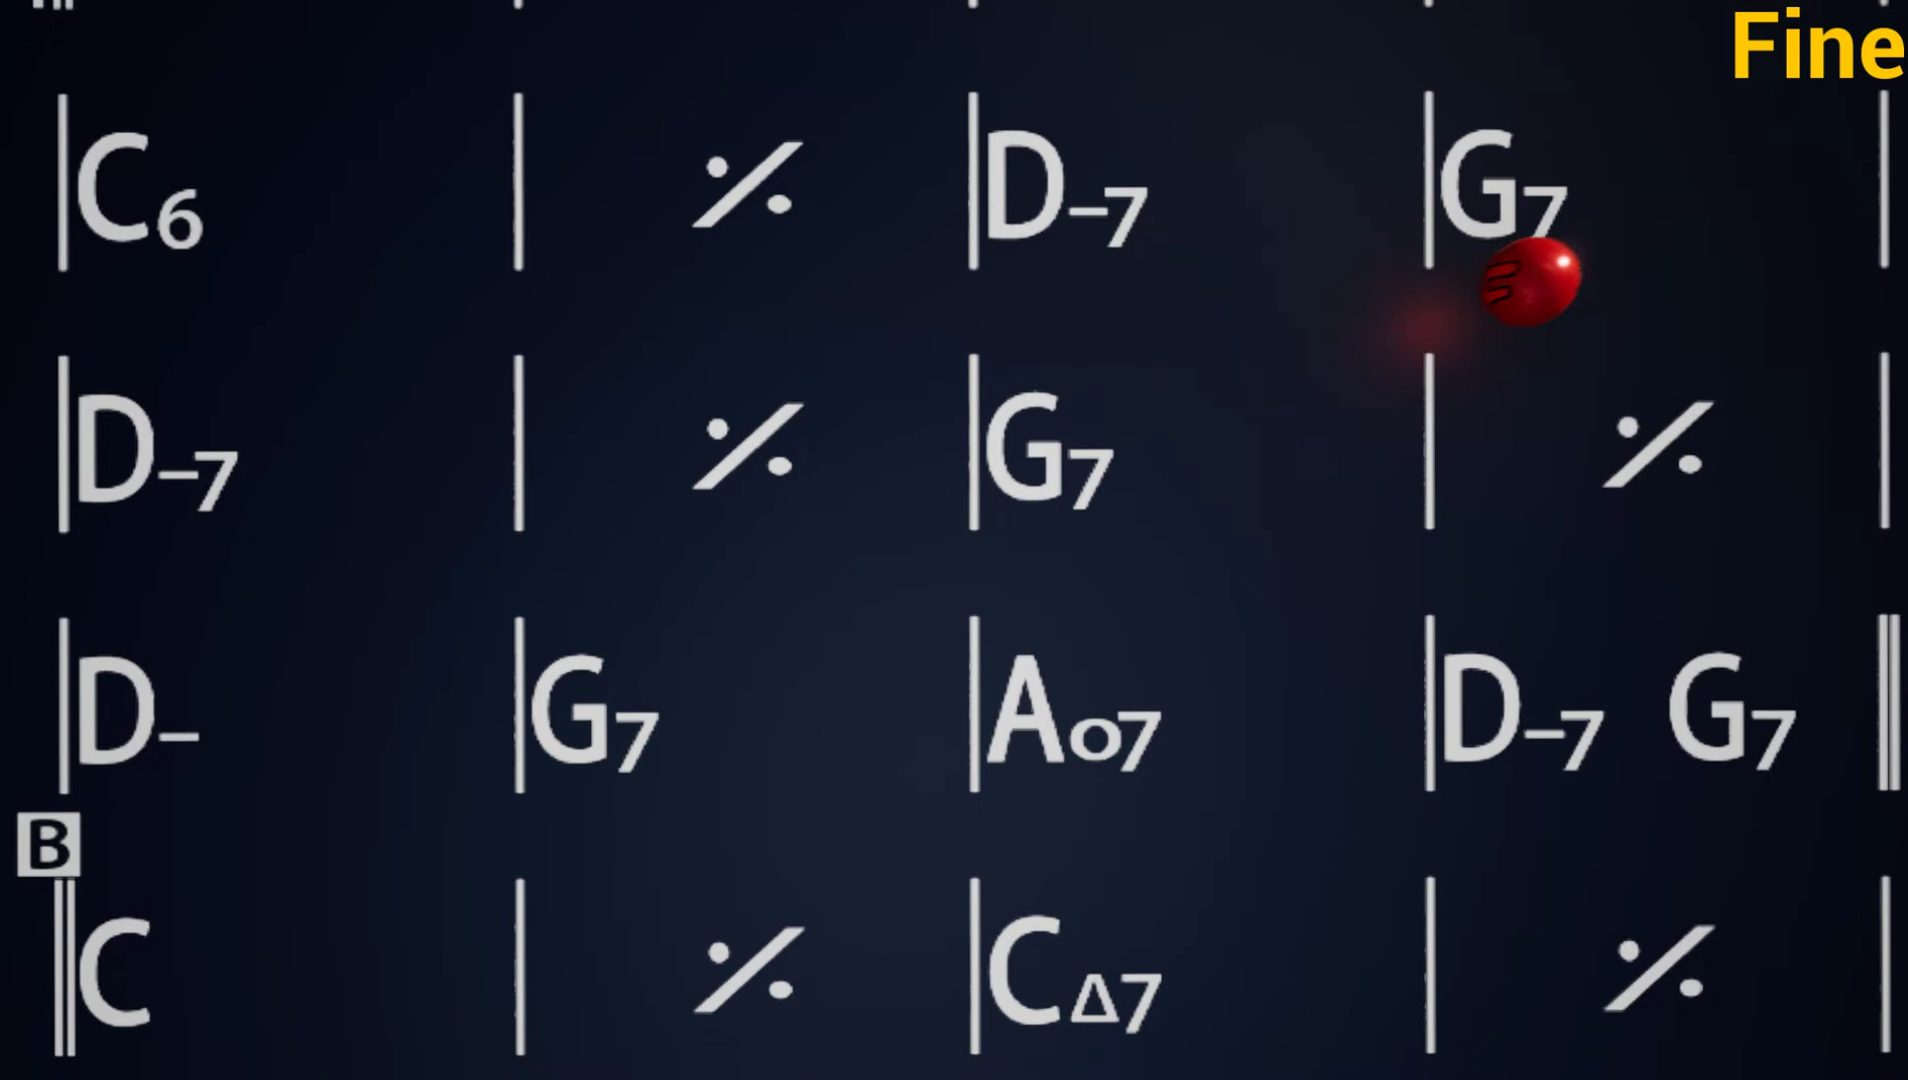 Fine
| C6 | % | D–7 | G7 |
| D–7 | % | G7 | % |
| D– | G7 | Ao7 | D–7 G7 ||
B
|| C | % | CΔ7 | % |